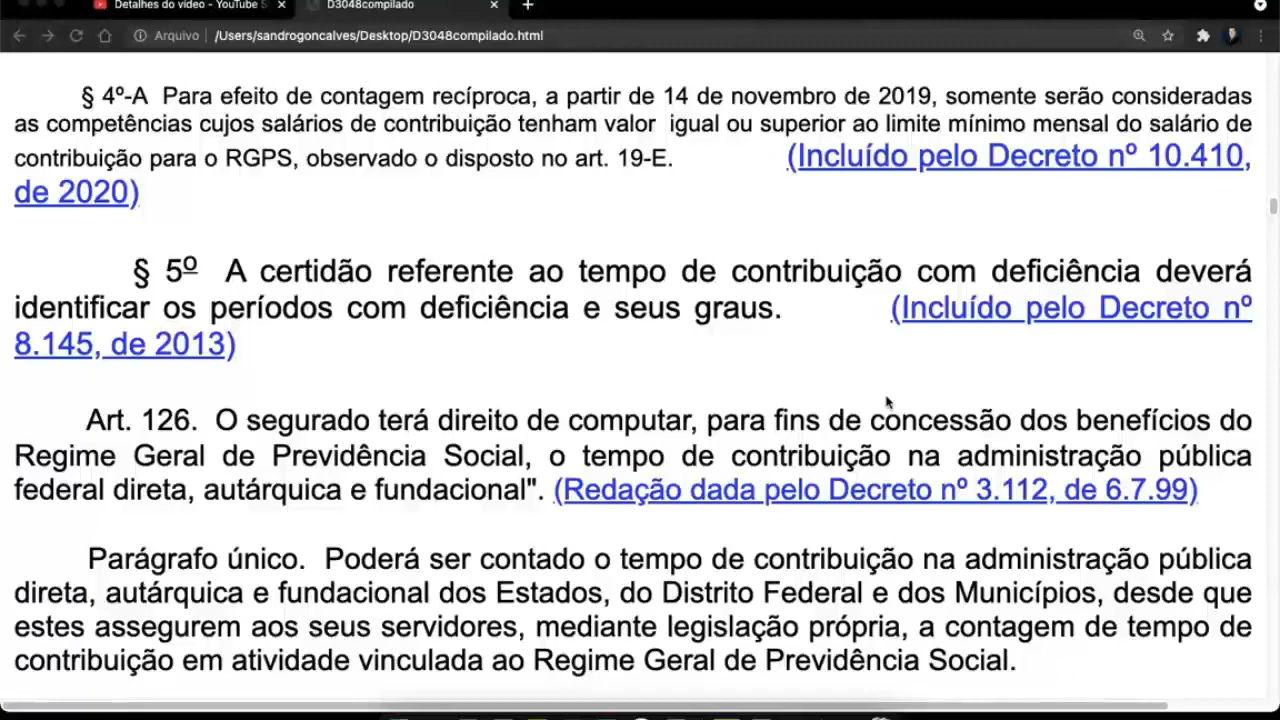 Detalhes do vídeo - YouTube S
D3048compilado
Arquivo
/Users/sandrogoncalves/Desktop/D3048compilado.html
§ 4º-A Para efeito de contagem recíproca, a partir de 14 de novembro de 2019, somente serão consideradas
as competências cujos salários de contribuição tenham valor igual ou superior ao limite mínimo mensal do salário de
contribuição para o RGPS, observado o disposto no art. 19-E. (Incluído pelo Decreto nº 10.410,
de 2020)
§ 5º A certidão referente ao tempo de contribuição com deficiência deverá
identificar os períodos com deficiência e seus graus. (Incluído pelo Decreto nº
8.145, de 2013)
Art. 126. O segurado terá direito de computar, para fins de concessão dos benefícios do
Regime Geral de Previdência Social, o tempo de contribuição na administração pública
federal direta, autárquica e fundacional". (Redação dada pelo Decreto nº 3.112, de 6.7.99)
Parágrafo único. Poderá ser contado o tempo de contribuição na administração pública
direta, autárquica e fundacional dos Estados, do Distrito Federal e dos Municípios, desde que
estes assegurem aos seus servidores, mediante legislação própria, a contagem de tempo de
contribuição em atividade vinculada ao Regime Geral de Previdência Social.